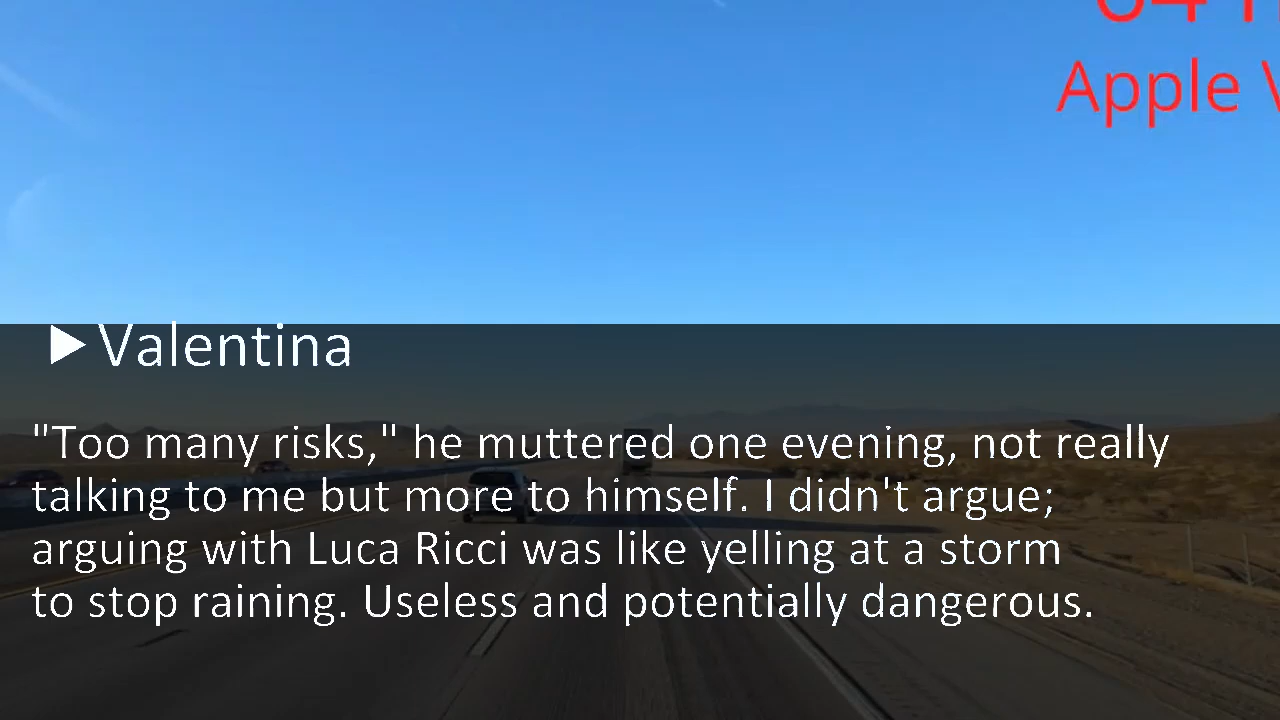 Apple
▶Valentina
"Too many risks," he muttered one evening, not really
talking to me but more to himself. I didn't argue;
arguing with Luca Ricci was like yelling at a storm
to stop raining. Useless and potentially dangerous.